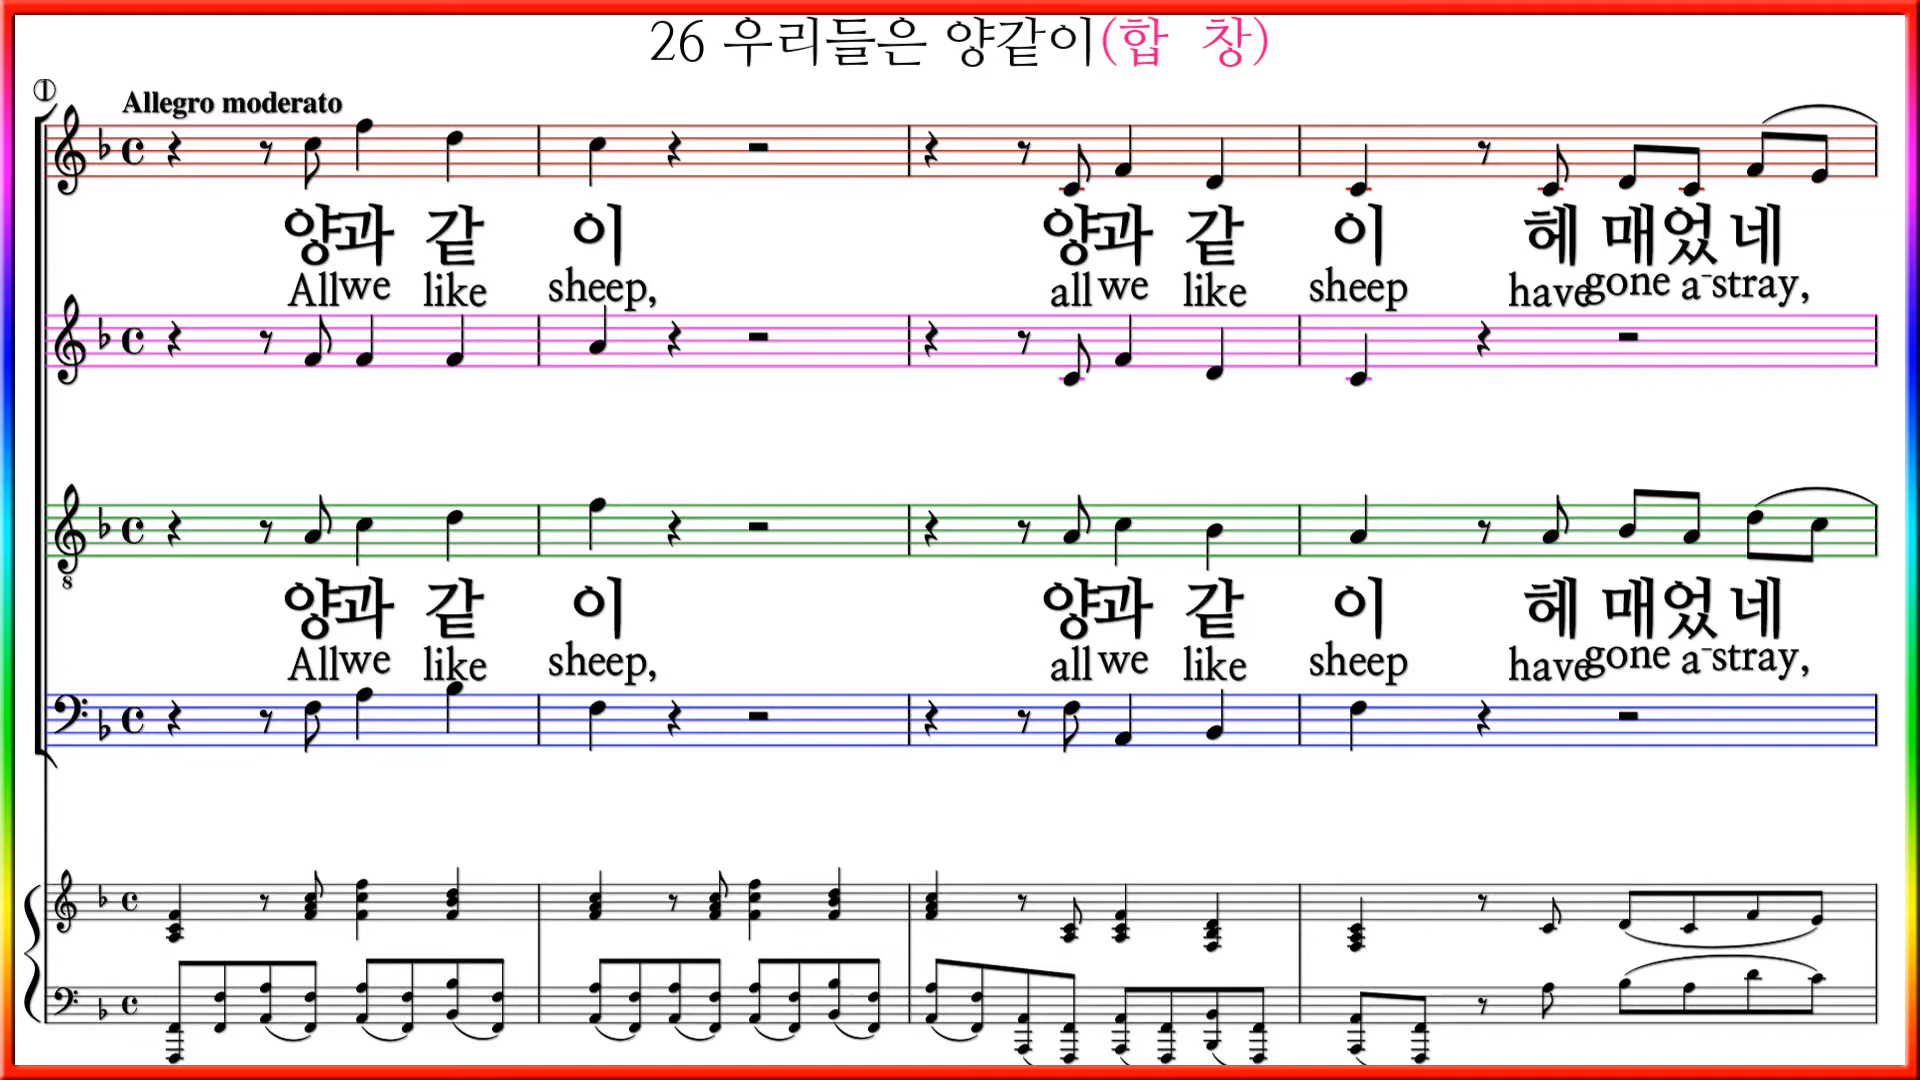 26 우리들은 양같이(합 창)
①
Allegro moderato
양과 같 이 양과 같 이 헤 매었 네
All we like sheep, all we like sheep have gone a-stray,
8
양과 같 이 양과 같 이 헤 매었 네
All we like sheep, all we like sheep have gone a-stray,